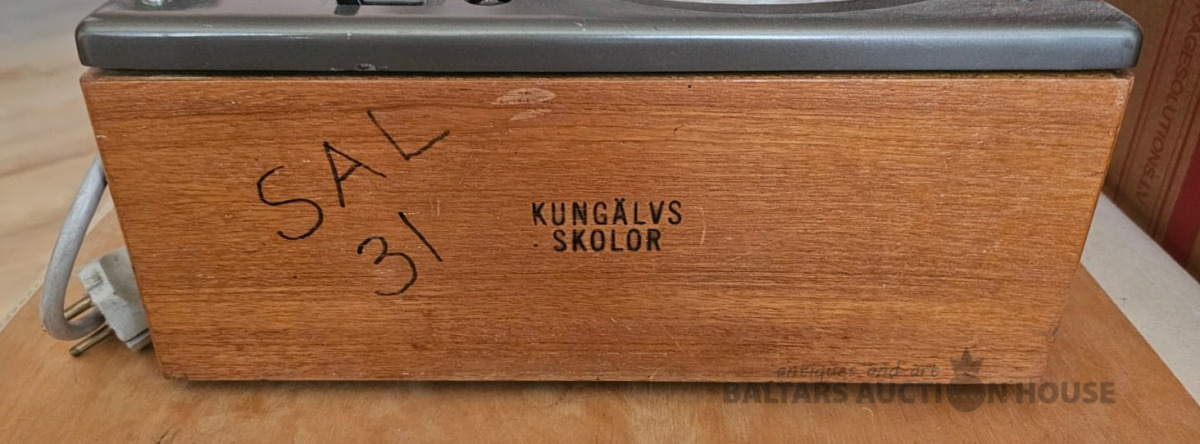 SAL
31
KUNGÄLVS
SKOLOR
antiques and art
BALTARS AUCTION HOUSE